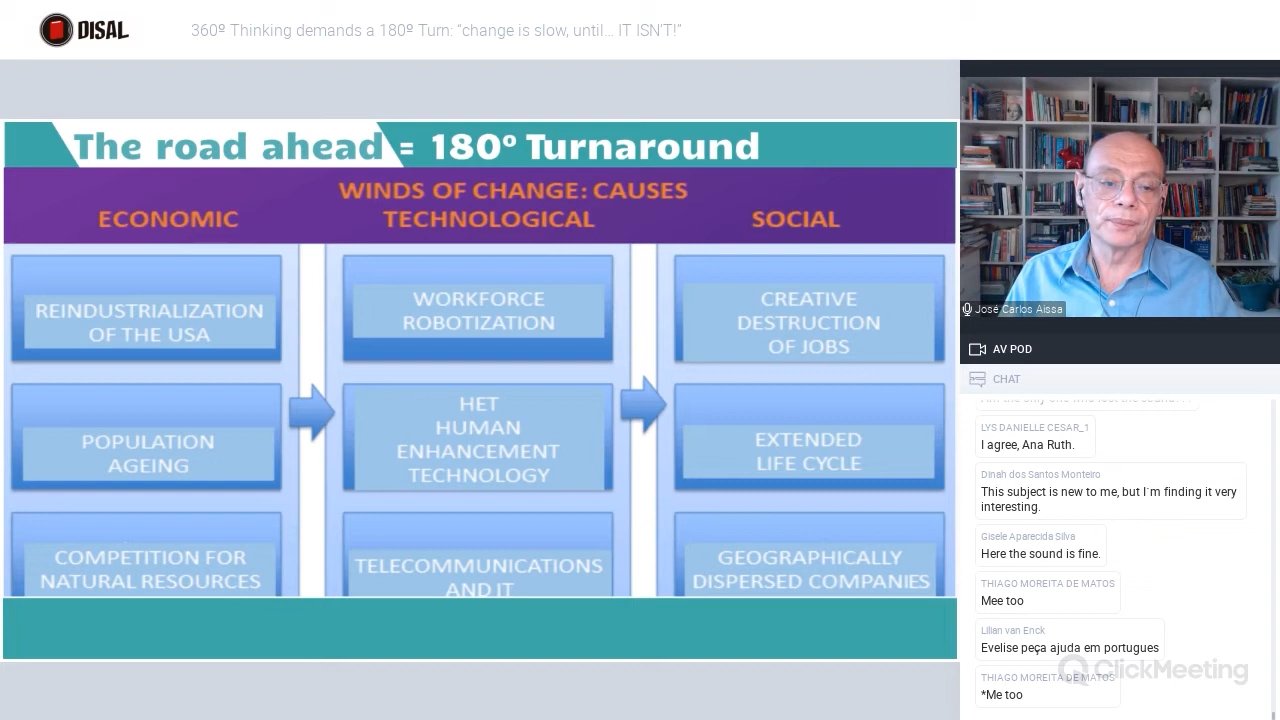 DISAL
360º Thinking demands a 180º Turn: “change is slow, until... IT ISN’T!”
The road ahead = 180º Turnaround
WINDS OF CHANGE: CAUSES
ECONOMIC
TECHNOLOGICAL
SOCIAL
REINDUSTRIALIZATION
OF THE USA
WORKFORCE
ROBOTIZATION
CREATIVE
DESTRUCTION
OF JOBS
POPULATION
AGEING
HET
HUMAN
ENHANCEMENT
TECHNOLOGY
EXTENDED
LIFE CYCLE
COMPETITION FOR
NATURAL RESOURCES
TELECOMMUNICATIONS
AND IT
GEOGRAPHICALLY
DISPERSED COMPANIES
José Carlos Aissa
AV POD
CHAT
LYS DANIELLE CESAR_1
I agree, Ana Ruth.
Dinah dos Santos Monteiro
This subject is new to me, but I´m finding it very
interesting.
Gisele Aparecida Silva
Here the sound is fine.
THIAGO MOREITA DE MATOS
Mee too
Lilian van Enck
Evelise peça ajuda em portugues
THIAGO MOREITA DE MATOS
*Me too
ClickMeeting